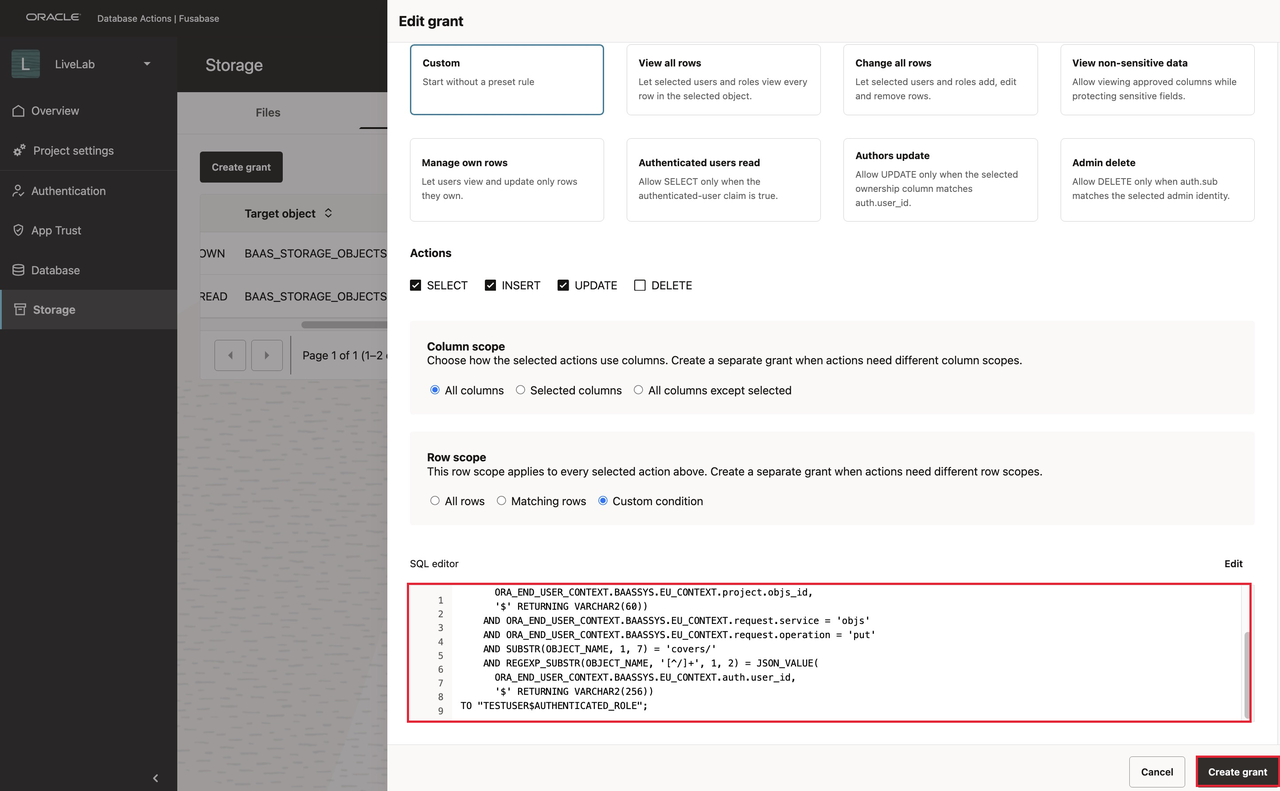 ORACLE Database Actions | Fusabase
L LiveLab
Overview
Project settings
Authentication
App Trust
Database
Storage
Storage
Files
Create grant
Target object
OWN BAAS_STORAGE_OBJECTS
READ BAAS_STORAGE_OBJECTS
Page 1 of 1 (1–2
Edit grant
Custom
Start without a preset rule
View all rows
Let selected users and roles view every
row in the selected object.
Change all rows
Let selected users and roles add, edit
and remove rows.
View non-sensitive data
Allow viewing approved columns while
protecting sensitive fields.
Manage own rows
Let users view and update only rows
they own.
Authenticated users read
Allow SELECT only when the
authenticated-user claim is true.
Authors update
Allow UPDATE only when the selected
ownership column matches
auth.user_id.
Admin delete
Allow DELETE only when auth.sub
matches the selected admin identity.
Actions
SELECT INSERT UPDATE DELETE
Column scope
Choose how the selected actions use columns. Create a separate grant when actions need different column scopes.
All columns Selected columns All columns except selected
Row scope
This row scope applies to every selected action above. Create a separate grant when actions need different row scopes.
All rows Matching rows Custom condition
SQL editor Edit
1
2
3
4
5
6
7
8
9
ORA_END_USER_CONTEXT.BAASSYS.EU_CONTEXT.project.objs_id,
'$' RETURNING VARCHAR2(60))
AND ORA_END_USER_CONTEXT.BAASSYS.EU_CONTEXT.request.service = 'objs'
AND ORA_END_USER_CONTEXT.BAASSYS.EU_CONTEXT.request.operation = 'put'
AND SUBSTR(OBJECT_NAME, 1, 7) = 'covers/'
AND REGEXP_SUBSTR(OBJECT_NAME, '[^/]+', 1, 2) = JSON_VALUE(
ORA_END_USER_CONTEXT.BAASSYS.EU_CONTEXT.auth.user_id,
'$' RETURNING VARCHAR2(256))
TO "TESTUSER$AUTHENTICATED_ROLE";
Cancel Create grant